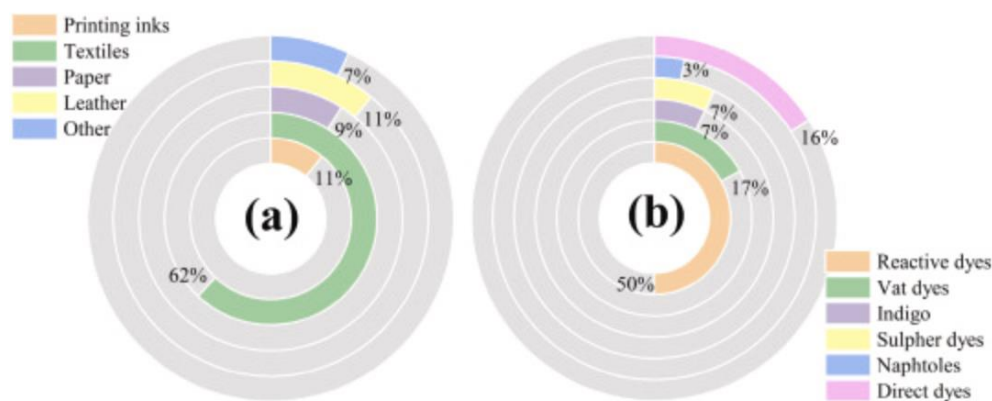 Printing inks
Textiles
Paper
Leather
Other
7%
11%
9%
11%
62%
(a)
3%
7%
7%
16%
17%
50%
(b)
Reactive dyes
Vat dyes
Indigo
Sulpher dyes
Naphtoles
Direct dyes